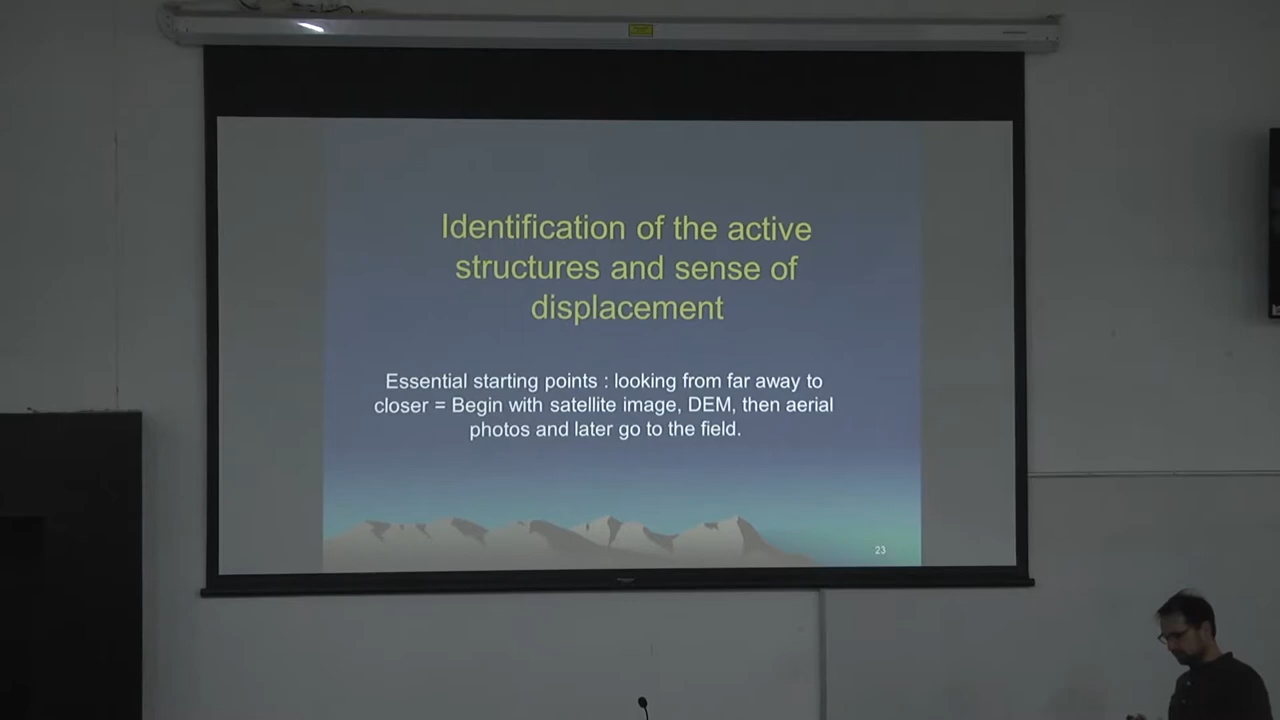 Identification of the active
structures and sense of
displacement
Essential starting points : looking from far away to
closer = Begin with satellite image, DEM, then aerial
photos and later go to the field.
23